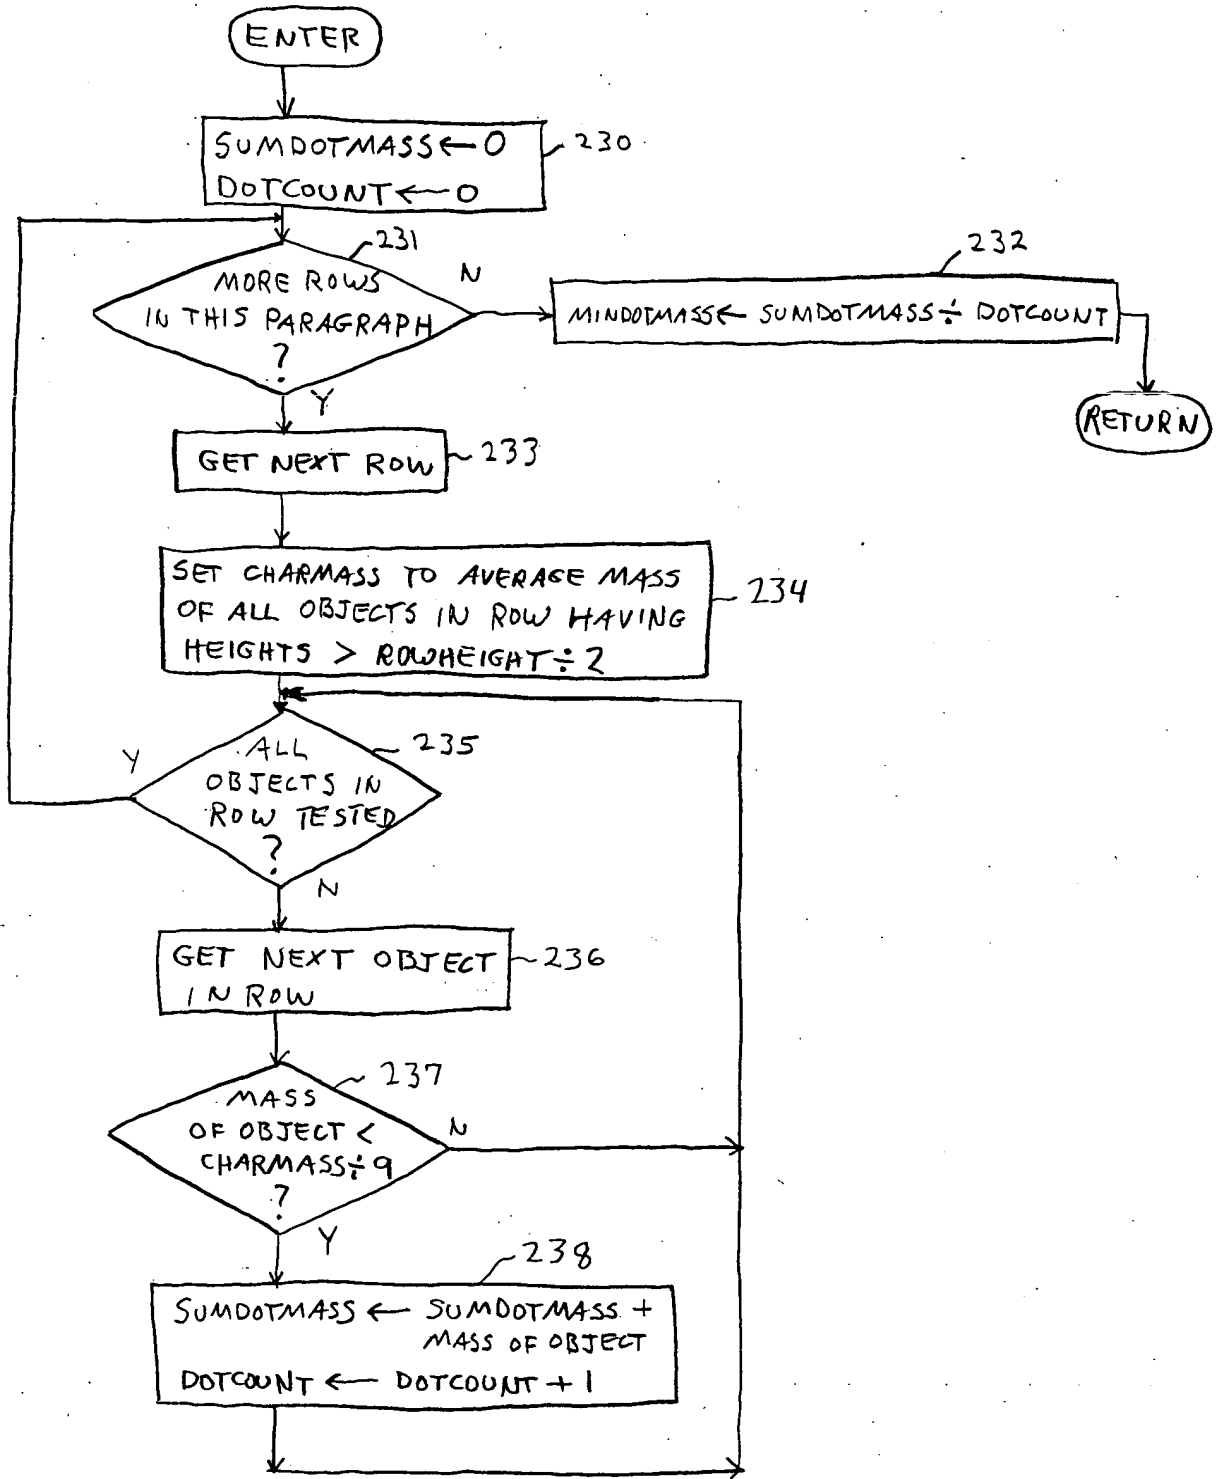 ENTER
SUMDOTMASS ← 0
230
DOTCOUNT ← 0
231
MORE ROWS
IN THIS PARAGRAPH
?
N
232
MINDOTMASS ← SUMDOTMASS ÷ DOTCOUNT
RETURN
Y
GET NEXT ROW
233
SET CHARMASS TO AVERAGE MASS
OF ALL OBJECTS IN ROW HAVING
HEIGHTS > ROWHEIGHT ÷ 2
234
Y
235
ALL
OBJECTS IN
ROW TESTED
?
N
GET NEXT OBJECT
IN ROW
236
237
MASS
OF OBJECT <
CHARMASS ÷ 9
?
N
Y
238
SUMDOTMASS ← SUMDOTMASS +
MASS OF OBJECT
DOTCOUNT ← DOTCOUNT + 1